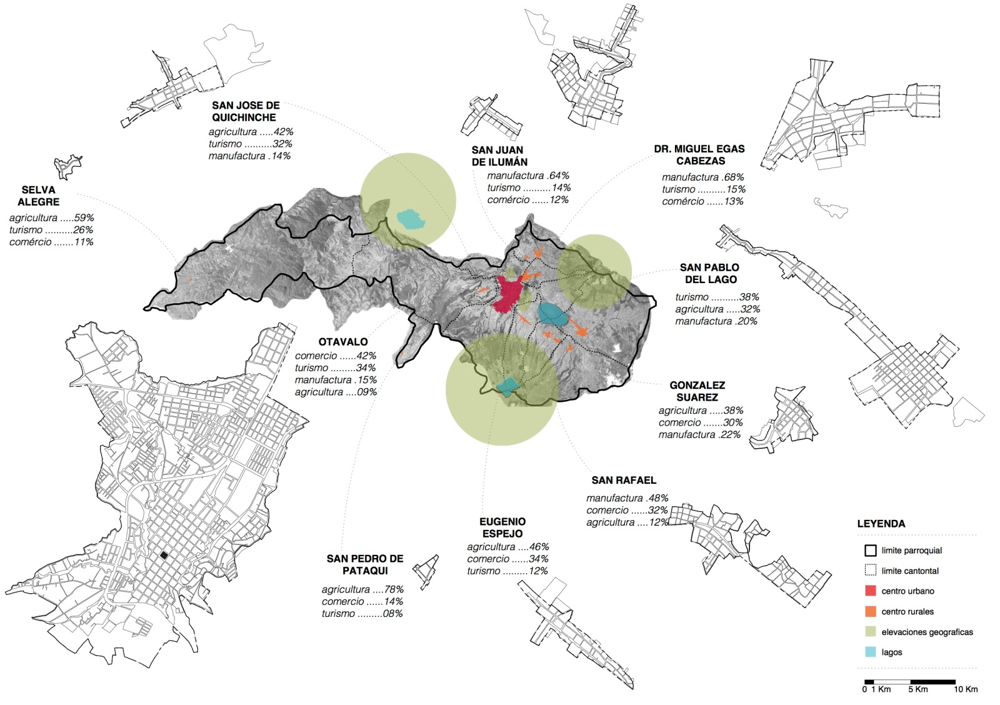 SAN JOSE DE
QUICHINCHE
agricultura .....42%
turismo ..........32%
manufactura .14%
SAN JUAN
DE ILUMÁN
manufactura .64%
turismo ..........14%
comércio ......12%
DR. MIGUEL EGAS
CABEZAS
manufactura .68%
turismo ..........15%
comércio ......13%
SELVA
ALEGRE
agricultura .....59%
turismo ..........26%
comércio .......11%
SAN PABLO
DEL LAGO
turismo ..........38%
agricultura .....32%
manufactura .20%
OTAVALO
comercio ......42%
turismo .........34%
manufactura .15%
agricultura ....09%
GONZALEZ
SUAREZ
agricultura .....38%
comercio .......30%
manufactura .22%
SAN RAFAEL
manufactura .48%
comercio ......32%
agricultura ....12%
EUGENIO
ESPEJO
agricultura ....46%
comercio ......34%
turismo .........12%
SAN PEDRO DE
PATAQUI
agricultura ....78%
comercio ......14%
turismo .........08%
LEYENDA
limite parroquial
limite cantontal
centro urbano
centro rurales
elevaciones geograficas
lagos
0 1 Km 5 Km 10 Km